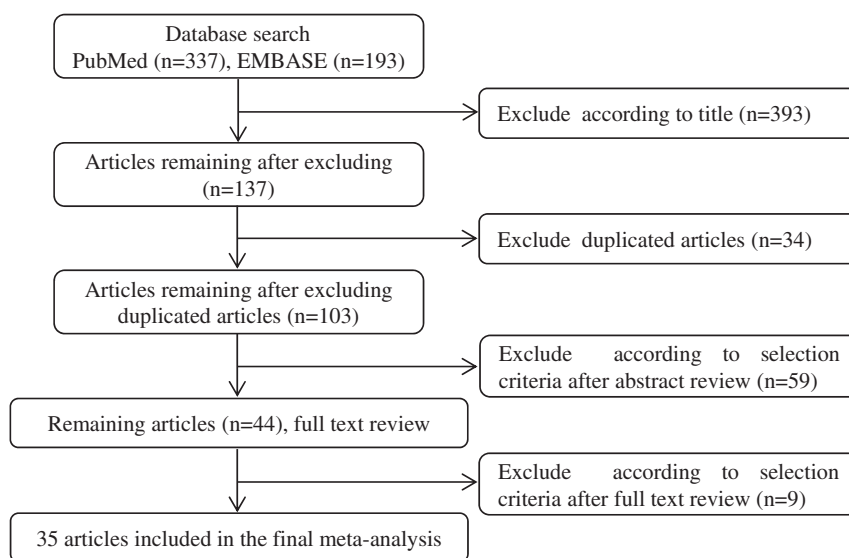 Database search
PubMed (n=337), EMBASE (n=193)
Exclude according to title (n=393)
Articles remaining after excluding
(n=137)
Exclude duplicated articles (n=34)
Articles remaining after excluding
duplicated articles (n=103)
Exclude according to selection
criteria after abstract review (n=59)
Remaining articles (n=44), full text review
Exclude according to selection
criteria after full text review (n=9)
35 articles included in the final meta-analysis